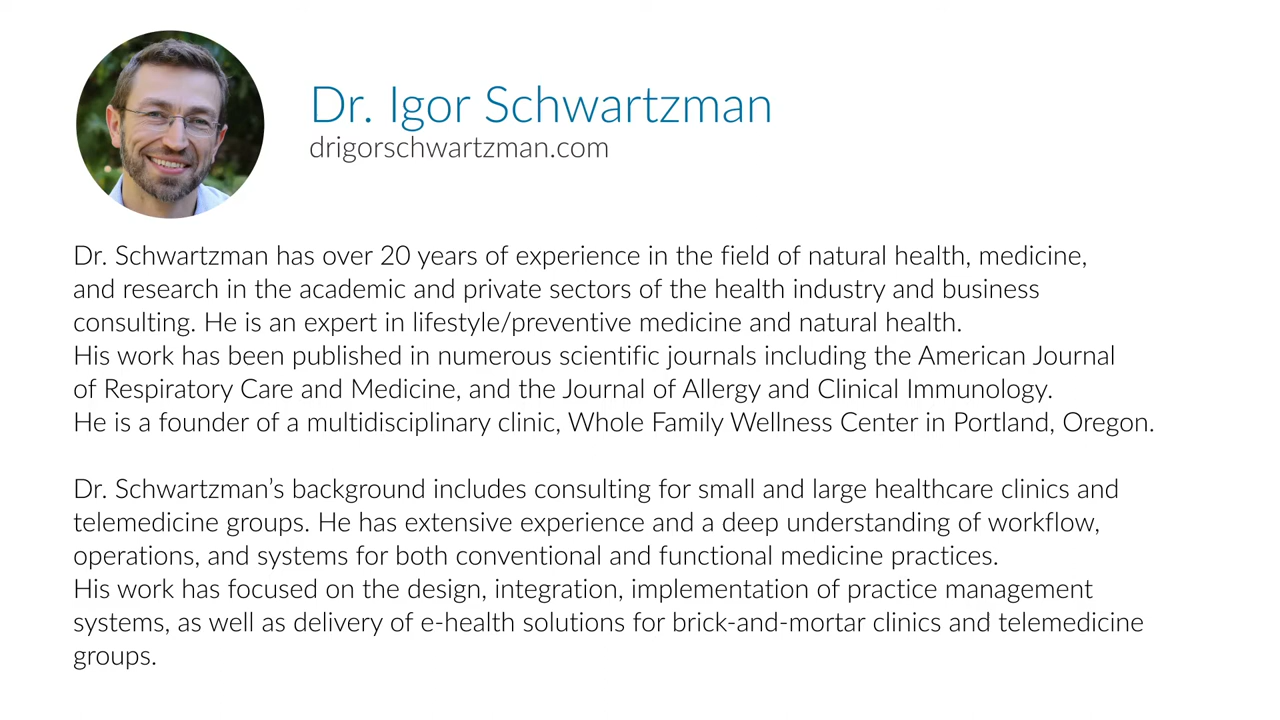 Dr. Igor Schwartzman
drigorschwartzman.com
Dr. Schwartzman has over 20 years of experience in the field of natural health, medicine,
and research in the academic and private sectors of the health industry and business
consulting. He is an expert in lifestyle/preventive medicine and natural health.
His work has been published in numerous scientific journals including the American Journal
of Respiratory Care and Medicine, and the Journal of Allergy and Clinical Immunology.
He is a founder of a multidisciplinary clinic, Whole Family Wellness Center in Portland, Oregon.
Dr. Schwartzman’s background includes consulting for small and large healthcare clinics and
telemedicine groups. He has extensive experience and a deep understanding of workflow,
operations, and systems for both conventional and functional medicine practices.
His work has focused on the design, integration, implementation of practice management
systems, as well as delivery of e-health solutions for brick-and-mortar clinics and telemedicine
groups.